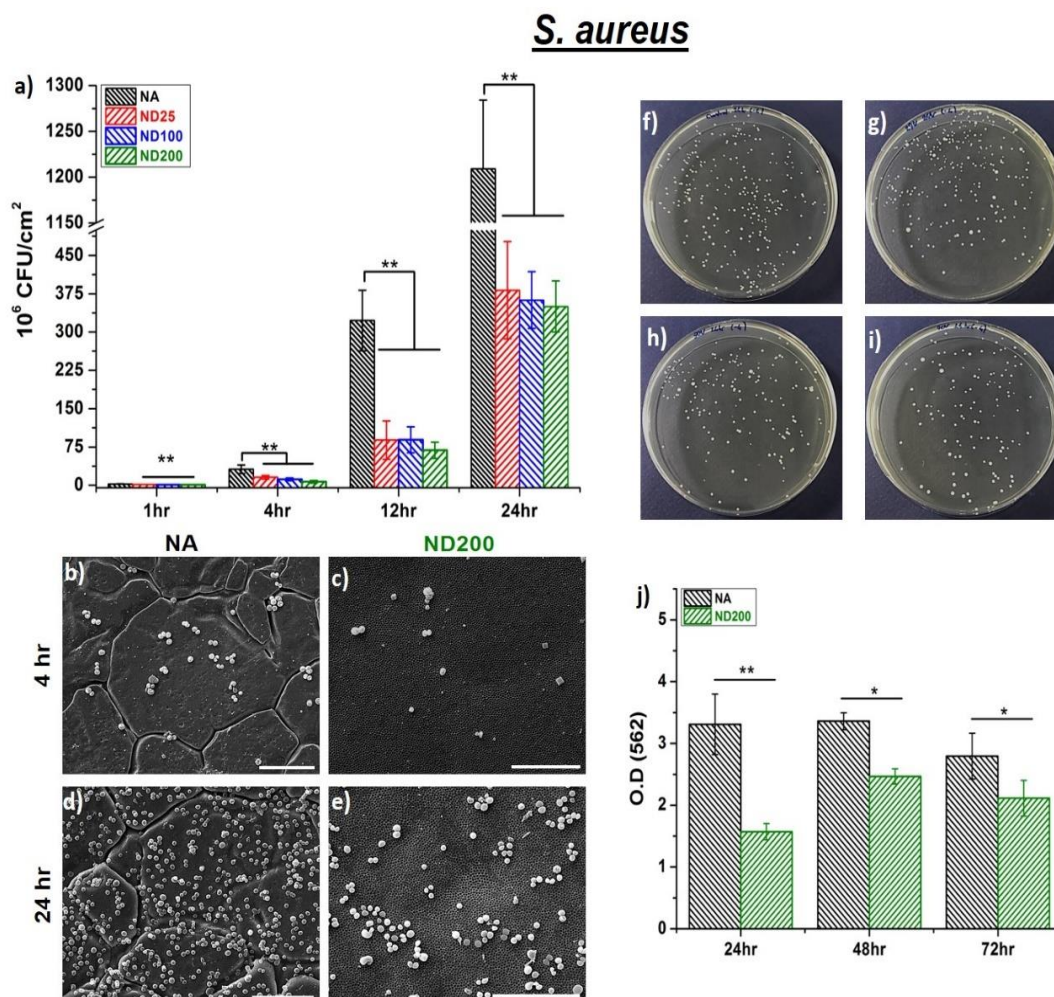 S. aureus
a)
1300
1250
1200
1150
450
375
300
225
150
75
0
10⁶ CFU/cm²
NA
ND25
ND100
ND200
**
**
**
**
1hr
4hr
12hr
24hr
f)
g)
h)
i)
NA
ND200
4 hr
b)
c)
24 hr
d)
e)
j)
NA
ND200
5
4
3
2
1
0
O.D (562)
**
*
*
24hr
48hr
72hr